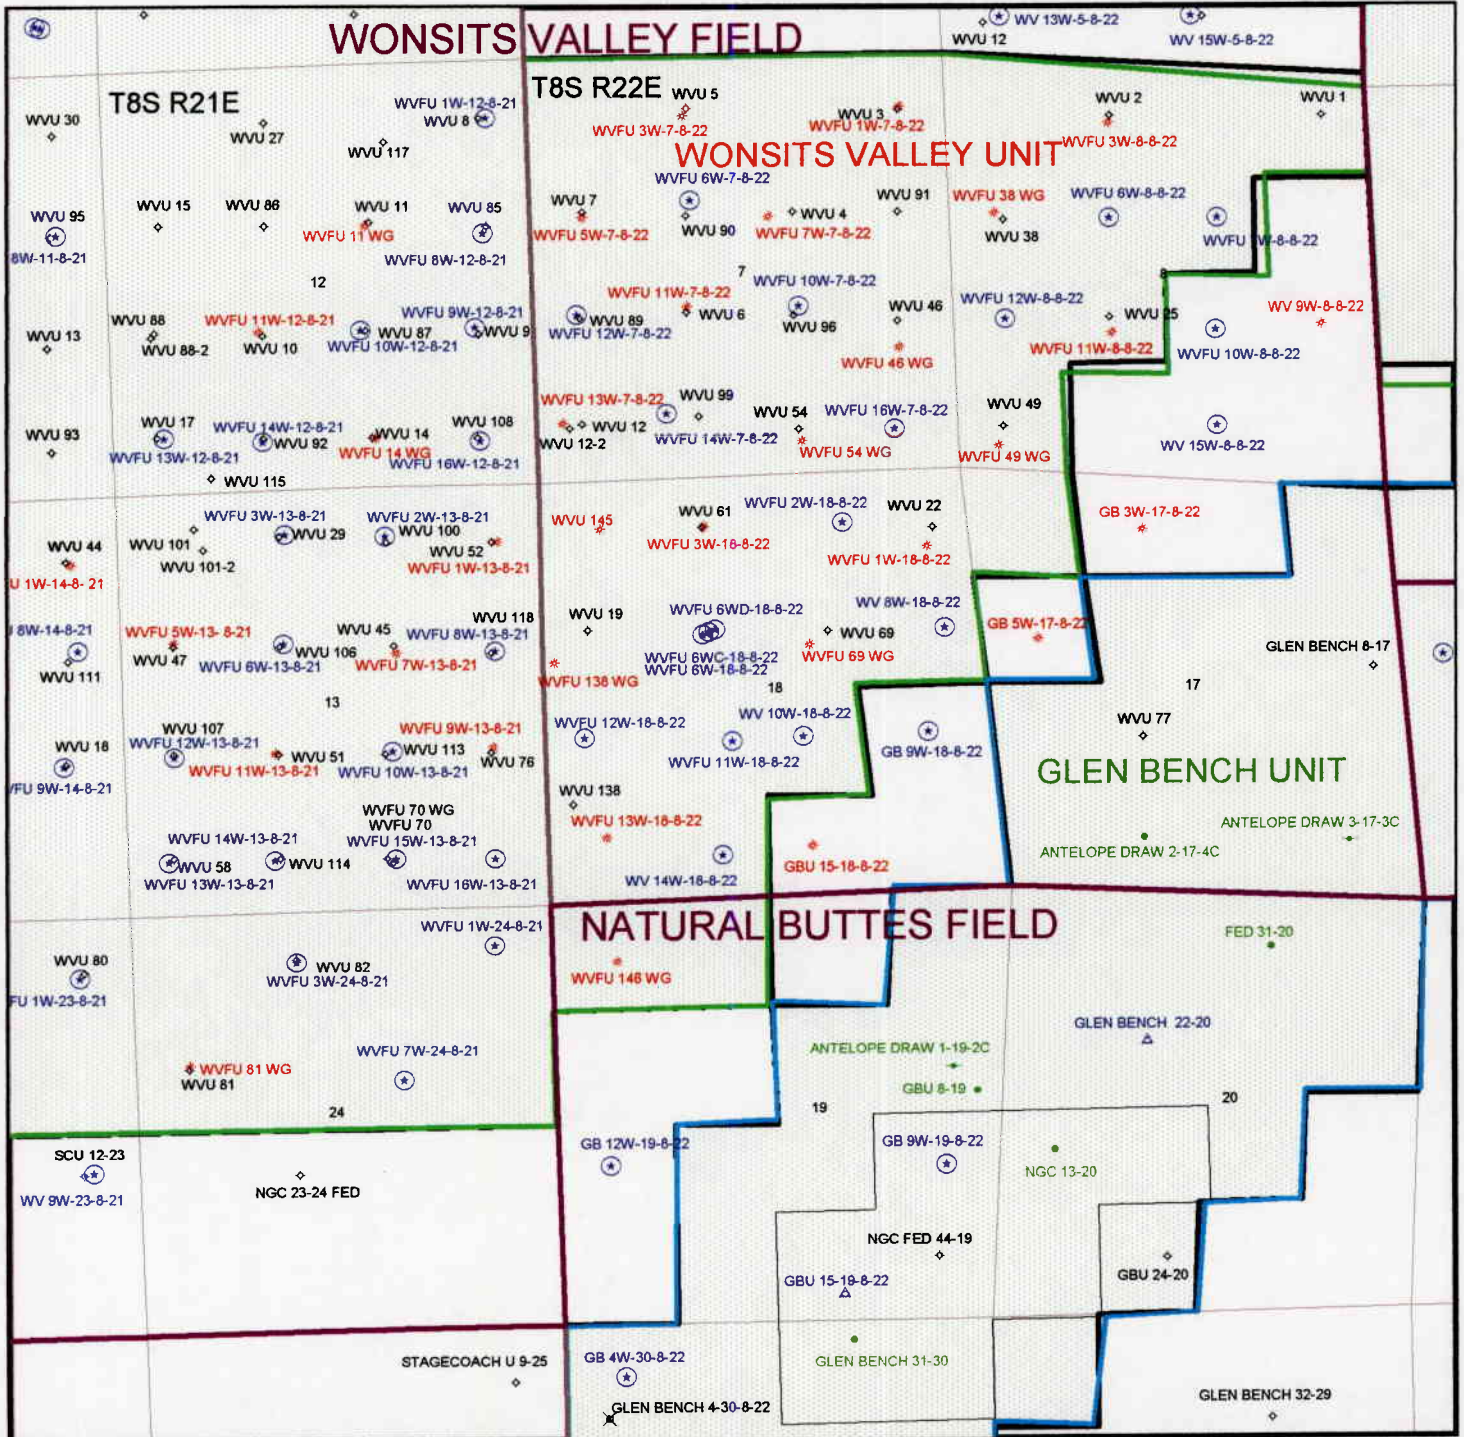 WONSITS VALLEY FIELD
WV 13W-5-8-22
WVU 12
WV 15W-5-8-22
T8S R21E
T8S R22E
WVFU 1W-12-8-21
WVU 8
WVU 5
WVFU 3W-7-8-22
WVU 3
WVFU 1W-7-8-22
WVU 2
WVFU 3W-8-8-22
WVU 1
WVU 30
WVU 27
WVU 117
WONSITS VALLEY UNIT
WVFU 6W-7-8-22
WVU 95
8W-11-8-21
WVU 15
WVU 86
WVU 11
WVFU 11 WG
WVU 85
WVFU 8W-12-8-21
WVU 7
WVFU 5W-7-8-22
WVU 90
WVU 4
WVFU 7W-7-8-22
WVU 91
WVFU 38 WG
WVU 38
WVFU 6W-8-8-22
WVFU W-8-8-22
12
7
8
WVU 13
WVU 88
WVU 88-2
WVFU 11W-12-8-21
WVU 10
WVU 87
WVFU 10W-12-8-21
WVFU 9W-12-8-21
WVU 9
WVU 89
WVFU 12W-7-8-22
WVFU 11W-7-8-22
WVU 6
WVFU 10W-7-8-22
WVU 96
WVU 46
WVFU 46 WG
WVFU 12W-8-8-22
WVU 25
WVFU 11W-8-8-22
WVFU 10W-8-8-22
WV 9W-8-8-22
WVU 93
WVU 17
WVFU 13W-12-8-21
WVFU 14W-12-8-21
WVU 92
WVU 14
WVFU 14 WG
WVU 108
WVFU 16W-12-8-21
WVFU 13W-7-8-22
WVU 12
WVU 12-2
WVU 99
WVFU 14W-7-8-22
WVU 54
WVFU 54 WG
WVFU 16W-7-8-22
WVU 49
WVFU 49 WG
WV 15W-8-8-22
WVU 115
WVU 44
U 1W-14-8- 21
WVFU 3W-13-8-21
WVU 101
WVU 101-2
WVU 29
WVFU 2W-13-8-21
WVU 100
WVU 52
WVFU 1W-13-8-21
WVU 145
WVU 61
WVFU 3W-18-8-22
WVFU 2W-18-8-22
WVU 22
WVFU 1W-18-8-22
GB 3W-17-8-22
8W-14-8-21
WVU 111
WVFU 5W-13- 8-21
WVU 47
WVU 106
WVFU 6W-13-8-21
WVU 45
WVFU 7W-13-8-21
WVU 118
WVFU 8W-13-8-21
WVU 19
WVFU 138 WG
WVFU 6WD-18-8-22
WVFU 6WC-18-8-22
WVFU 6W-18-8-22
WVU 69
WVFU 69 WG
WV 8W-18-8-22
GB 5W-17-8-22
GLEN BENCH 8-17
13
18
17
WVU 18
FU 9W-14-8-21
WVU 107
WVFU 12W-13-8-21
WVU 51
WVFU 11W-13-8-21
WVU 113
WVFU 10W-13-8-21
WVFU 9W-13-8-21
WVU 76
WVFU 12W-18-8-22
WVFU 11W-18-8-22
WV 10W-18-8-22
GB 9W-18-8-22
WVU 77
GLEN BENCH UNIT
WVFU 14W-13-8-21
WVU 58
WVFU 13W-13-8-21
WVU 114
WVFU 70 WG
WVFU 70
WVFU 15W-13-8-21
WVFU 16W-13-8-21
WVU 138
WVFU 13W-18-8-22
WV 14W-18-8-22
GBU 15-18-8-22
ANTELOPE DRAW 2-17-4C
ANTELOPE DRAW 3-17-3C
WVFU 1W-24-8-21
NATURAL BUTTES FIELD
FED 31-20
WVU 80
FU 1W-23-8-21
WVU 82
WVFU 3W-24-8-21
WVFU 146 WG
WVFU 7W-24-8-21
GLEN BENCH 22-20
ANTELOPE DRAW 1-19-2C
GBU 8-19
WVFU 81 WG
WVU 81
24
19
20
SCU 12-23
WV 9W-23-8-21
NGC 23-24 FED
GB 12W-19-8-22
GB 9W-19-8-22
NGC 13-20
NGC FED 44-19
GBU 15-19-8-22
GBU 24-20
STAGECOACH U 9-25
GB 4W-30-8-22
GLEN BENCH 31-30
GLEN BENCH 4-30-8-22
GLEN BENCH 32-29